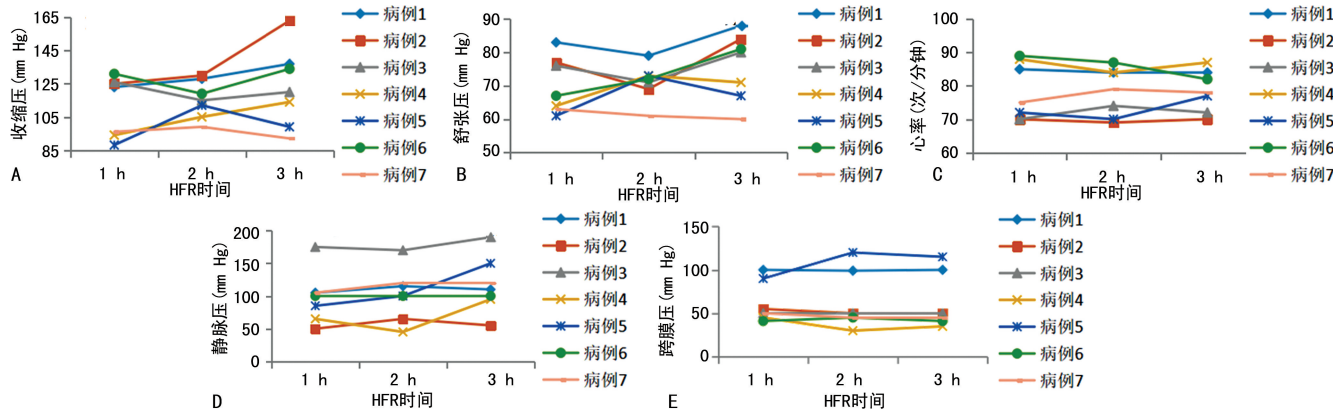 165
145
125
105
85
收缩压(mm Hg)
1 h
2 h
3 h
HFR时间
A
病例1
病例2
病例3
病例4
病例5
病例6
病例7
90
80
70
60
50
舒张压(mm Hg)
1 h
2 h
3 h
HFR时间
B
病例1
病例2
病例3
病例4
病例5
病例6
病例7
100
90
80
70
60
心率(次/分钟)
1 h
2 h
3 h
HFR时间
C
病例1
病例2
病例3
病例4
病例5
病例6
病例7
200
150
100
50
0
静脉压(mm Hg)
1 h
2 h
3 h
HFR时间
D
病例1
病例2
病例3
病例4
病例5
病例6
病例7
150
100
50
0
跨膜压(mm Hg)
1 h
2 h
3 h
HFR时间
E
病例1
病例2
病例3
病例4
病例5
病例6
病例7